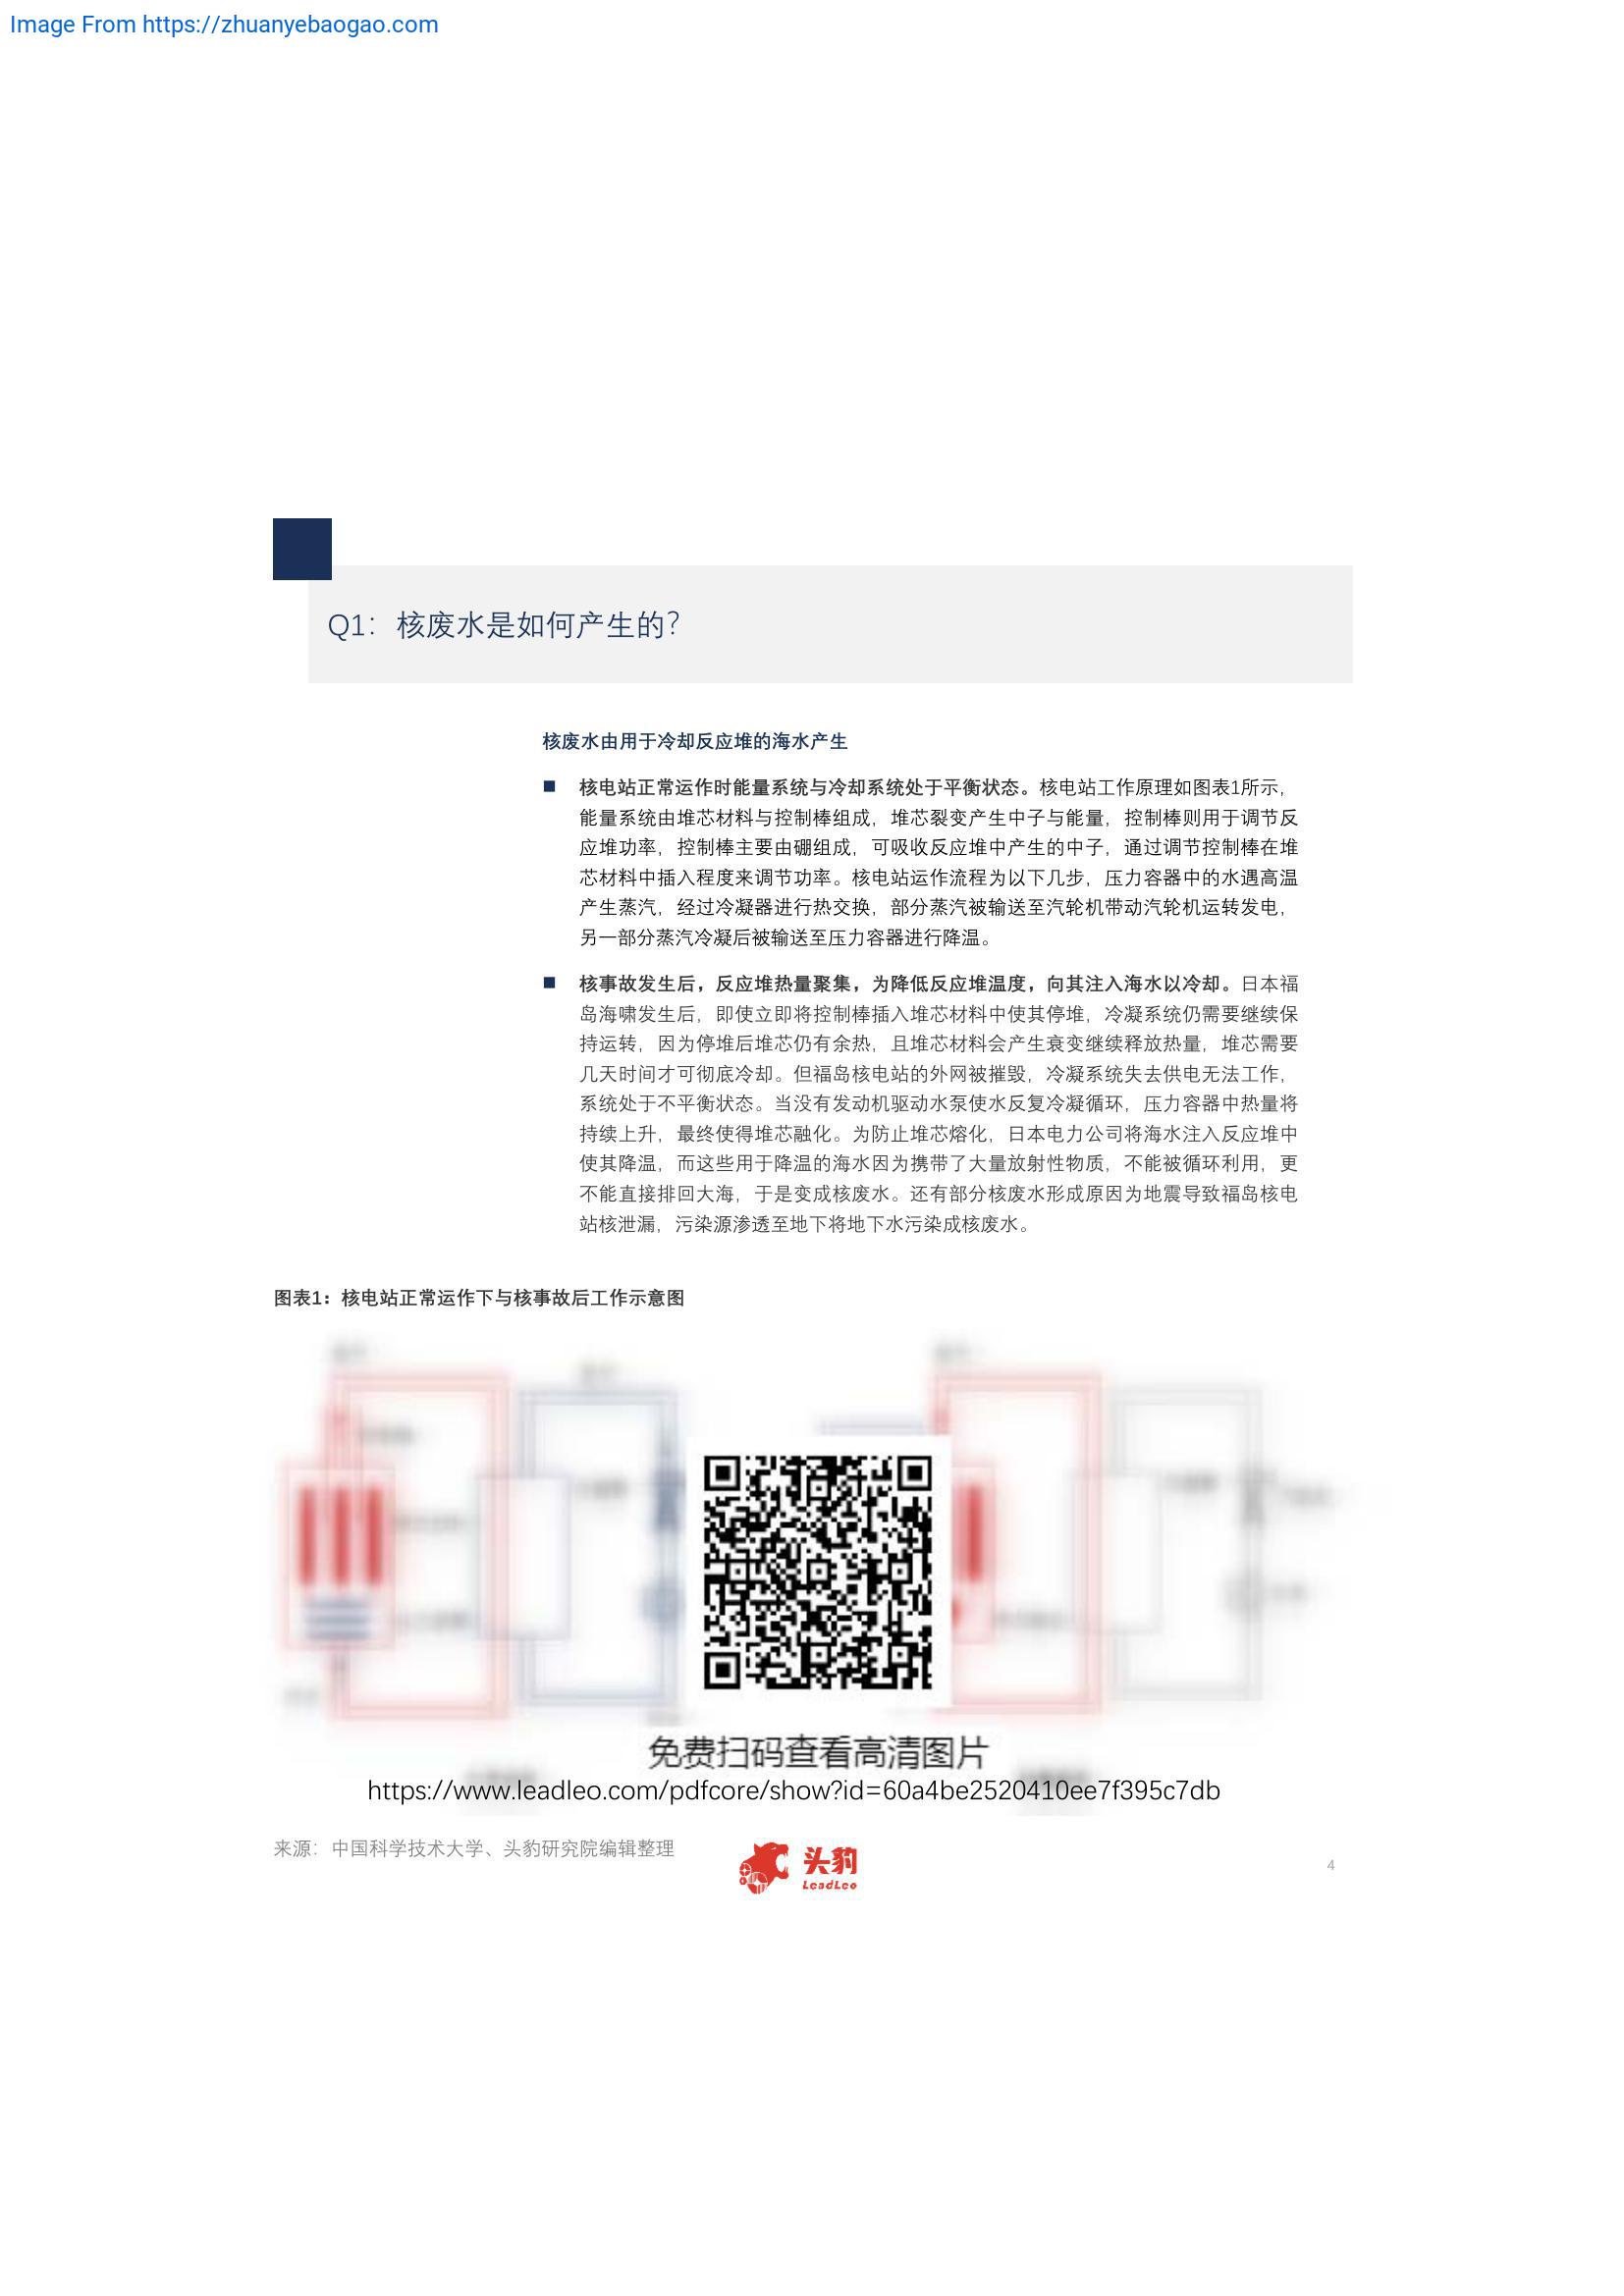 Image From https://zhuanyebaogao.com
Q1：核废水是如何产生的？
核废水由用于冷却反应堆的海水产生
■ 核电站正常运作时能量系统与冷却系统处于平衡状态。核电站工作原理如图表1所示，
能量系统由堆芯材料与控制棒组成，堆芯裂变产生中子与能量，控制棒则用于调节反
应堆功率，控制棒主要由硼组成，可吸收反应堆中产生的中子，通过调节控制棒在堆
芯材料中插入程度来调节功率。核电站运作流程为以下几步，压力容器中的水遇高温
产生蒸汽，经过冷凝器进行热交换，部分蒸汽被输送至汽轮机带动汽轮机运转发电，
另一部分蒸汽冷凝后被输送至压力容器进行降温。
■ 核事故发生后，反应堆热量聚集，为降低反应堆温度，向其注入海水以冷却。日本福
岛海啸发生后，即使立即将控制棒插入堆芯材料中使其停堆，冷凝系统仍需要继续保
持运转，因为停堆后堆芯仍有余热，且堆芯材料会产生衰变继续释放热量，堆芯需要
几天时间才可彻底冷却。但福岛核电站的外网被摧毁，冷凝系统失去供电无法工作，
系统处于不平衡状态。当没有发动机驱动水泵使水反复冷凝循环，压力容器中热量将
持续上升，最终使得堆芯融化。为防止堆芯熔化，日本电力公司将海水注入反应堆中
使其降温，而这些用于降温的海水因为携带了大量放射性物质，不能被循环利用，更
不能直接排回大海，于是变成核废水。还有部分核废水形成原因为地震导致福岛核电
站核泄漏，污染源渗透至地下将地下水污染成核废水。
图表1：核电站正常运作下与核事故后工作示意图
免费扫码查看高清图片
https://www.leadleo.com/pdfcore/show?id=60a4be2520410ee7f395c7db
来源：中国科学技术大学、头豹研究院编辑整理
头豹
LeadLeo
4